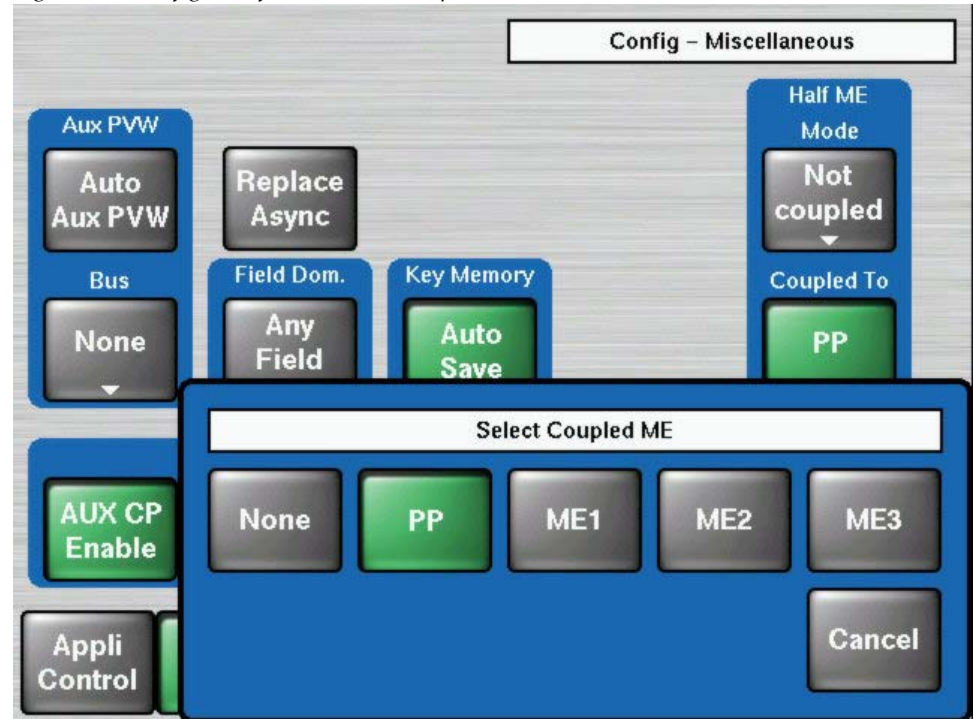 Config – Miscellaneous
Half ME
Mode
Not
coupled
Coupled To
PP
Aux PVW
Auto
Aux PVW
Bus
None
Replace
Async
Field Dom.
Any
Field
Key Memory
Auto
Save
AUX CP
Enable
Appli
Control
Select Coupled ME
None
PP
ME1
ME2
ME3
Cancel